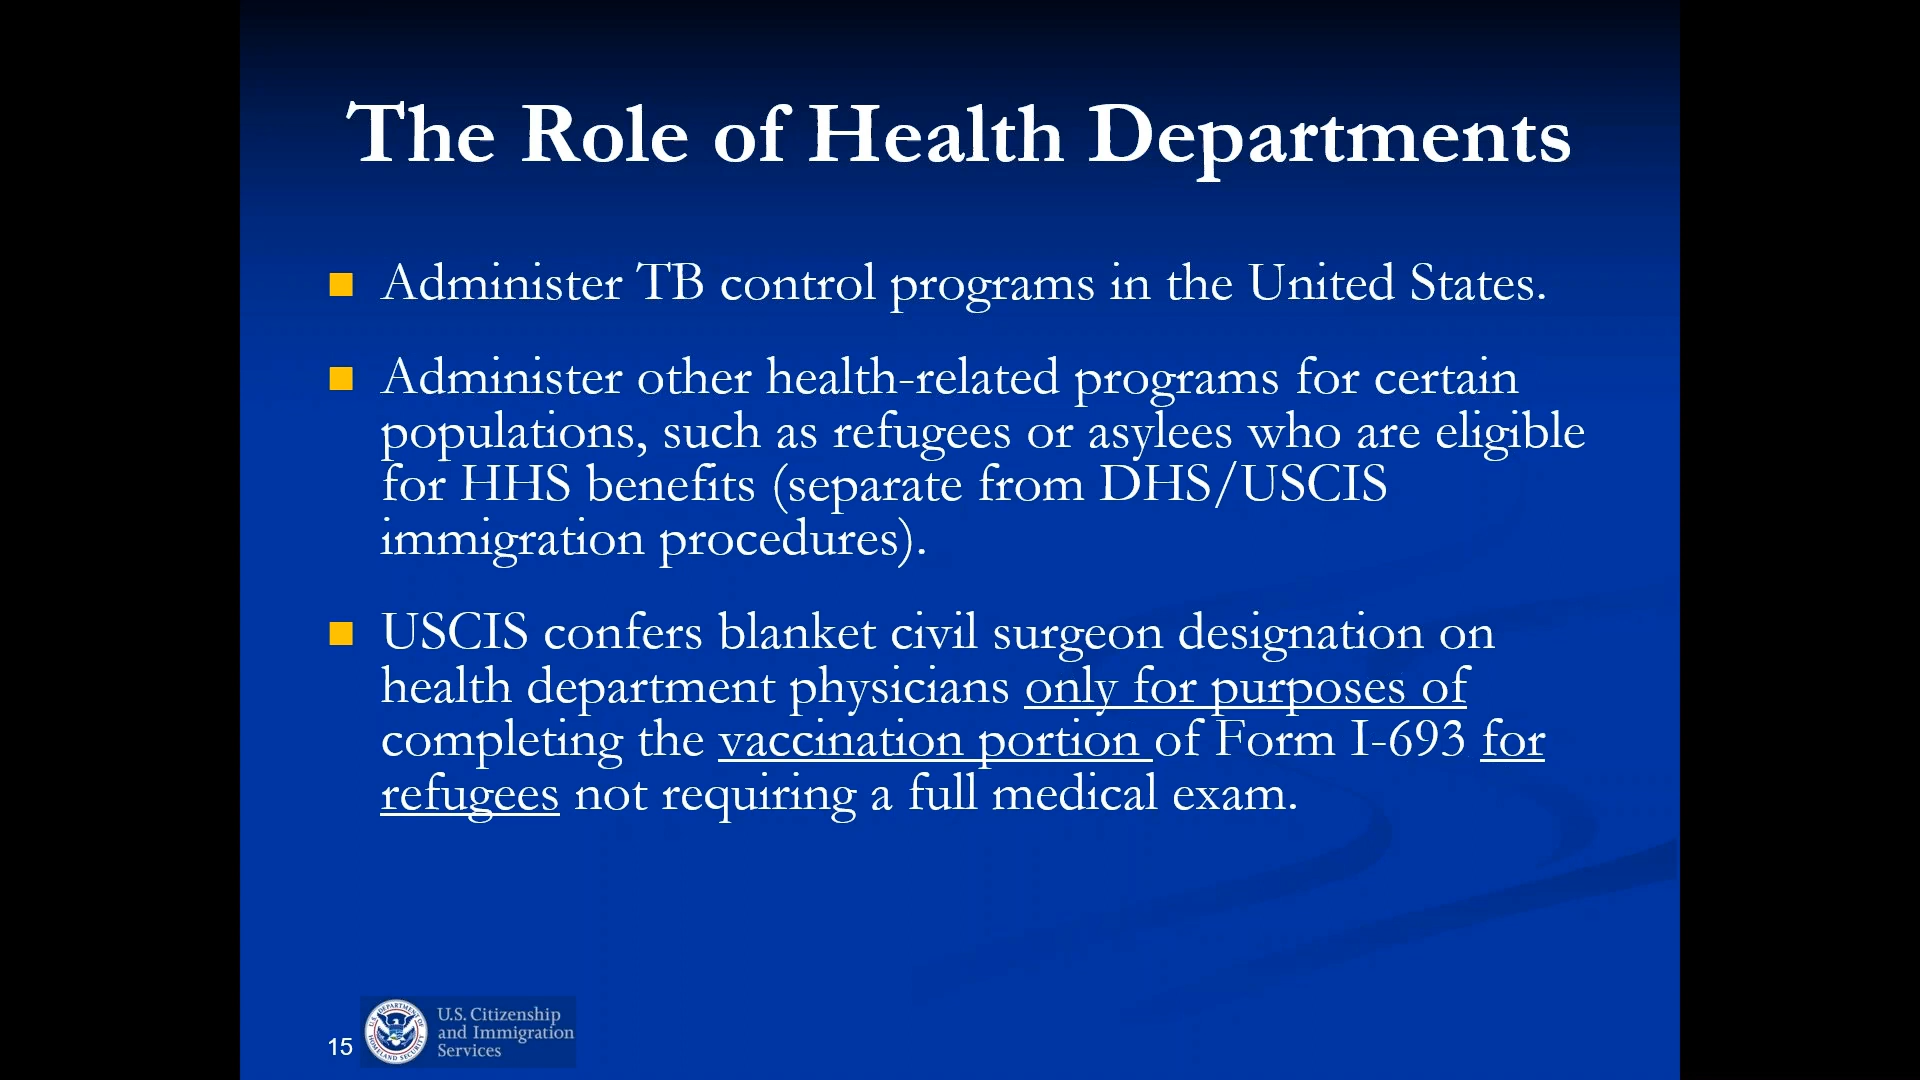 The Role of Health Departments
Administer TB control programs in the United States.
Administer other health-related programs for certain
populations, such as refugees or asylees who are eligible
for HHS benefits (separate from DHS/USCIS
immigration procedures).
USCIS confers blanket civil surgeon designation on
health department physicians only for purposes of
completing the vaccination portion of Form I-693 for
refugees not requiring a full medical exam.
15
U.S. Citizenship
and Immigration
Services